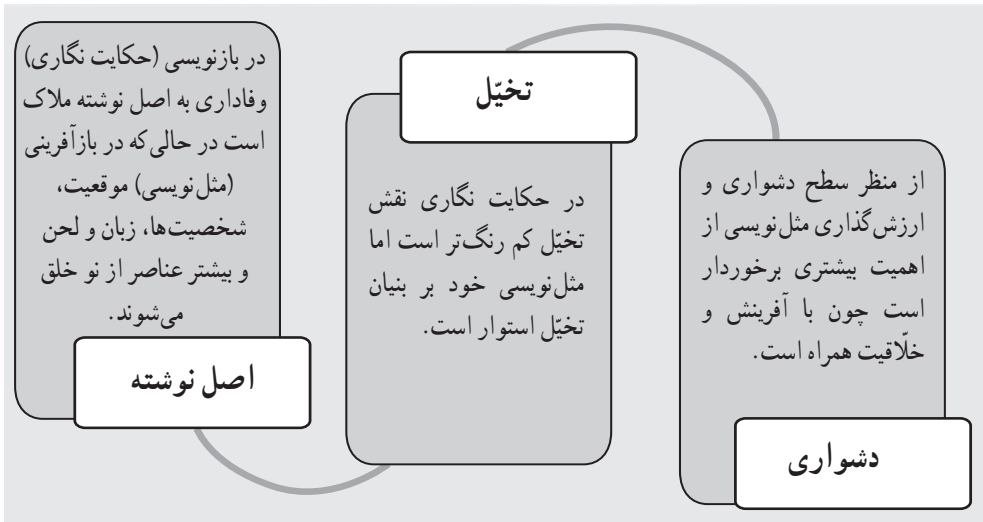 از منظر سطح دشواری و
ارزش‌گذاری مثل‌نویسی از
اهمیت بیشتری برخوردار
است چون با آفرینش و
خلّاقیت همراه است.
دشواری
تخیّل
در حکایت نگاری نقش
تخیّل کم رنگ‌تر است اما
مثل‌نویسی خود بر بنیان
تخیّل استوار است.
در بازنویسی (حکایت نگاری)
وفاداری به اصل نوشته ملاک
است در حالی‌که در بازآفرینی
(مثل‌نویسی) موقعیت،
شخصیت‌ها، زبان و لحن
و بیشتر عناصر از نو خلق
می‌شوند.
اصل نوشته